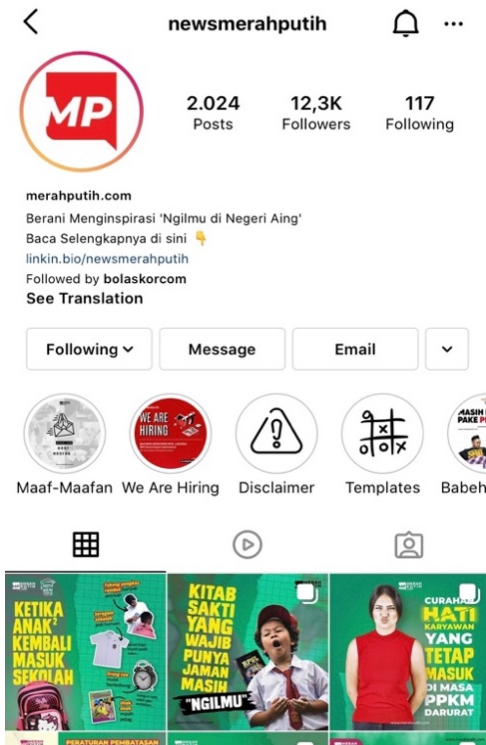 newsmerahputih
MP
2.024
Posts
12,3K
Followers
117
Following
merahputih.com
Berani Menginspirasi 'Ngilmu di Negeri Aing'
Baca Selengkapnya di sini 👇
linkin.bio/newsmerahputih
Followed by bolaskorcom
See Translation
Following
Message
Email
WE ARE
HIRING
MASIH
PAKE
Maaf-Maafan
We Are Hiring
Disclaimer
Templates
Babeh
KETIKA
ANAK²
KEMBALI
MASUK
SEKOLAH
KITAB
SAKTI
YANG
WAJIB
PUNYA
JAMAN
MASIH
"NGILMU"
CURAHAN
HATI
KARYAWAN
YANG
TETAP
MASUK
DI MASA
PPKM
DARURAT
PERATURAN PEMBATASAN